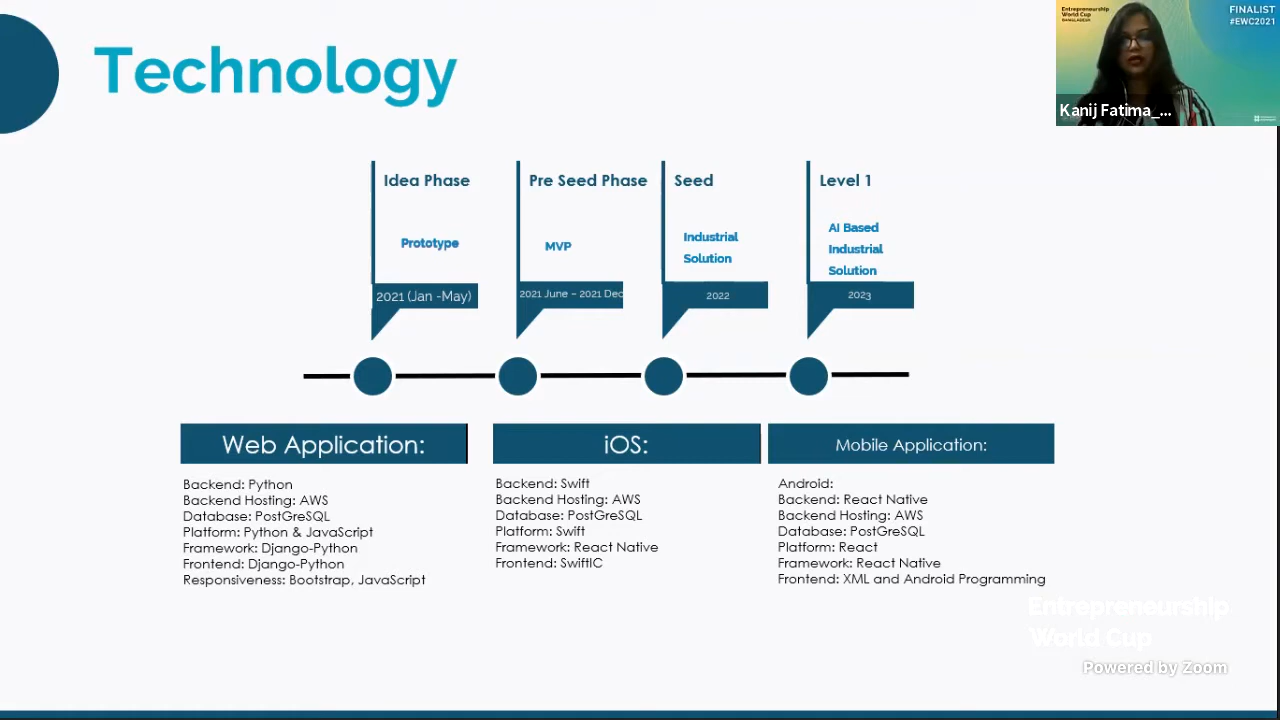 Technology
Entrepreneurship
World Cup
BANGLADESH
FINALIST
#EWC2021
Kanij Fatima_...
Idea Phase
Prototype
2021 (Jan -May)
Pre Seed Phase
MVP
2021 June – 2021 Dec
Seed
Industrial
Solution
2022
Level 1
AI Based
Industrial
Solution
2023
Web Application:
Backend: Python
Backend Hosting: AWS
Database: PostGreSQL
Platform: Python & JavaScript
Framework: Django-Python
Frontend: Django-Python
Responsiveness: Bootstrap, JavaScript
iOS:
Backend: Swift
Backend Hosting: AWS
Database: PostGreSQL
Platform: Swift
Framework: React Native
Frontend: SwiftIC
Mobile Application:
Android:
Backend: React Native
Backend Hosting: AWS
Database: PostGreSQL
Platform: React
Framework: React Native
Frontend: XML and Android Programming
Entrepreneurship
World Cup
Powered by Zoom